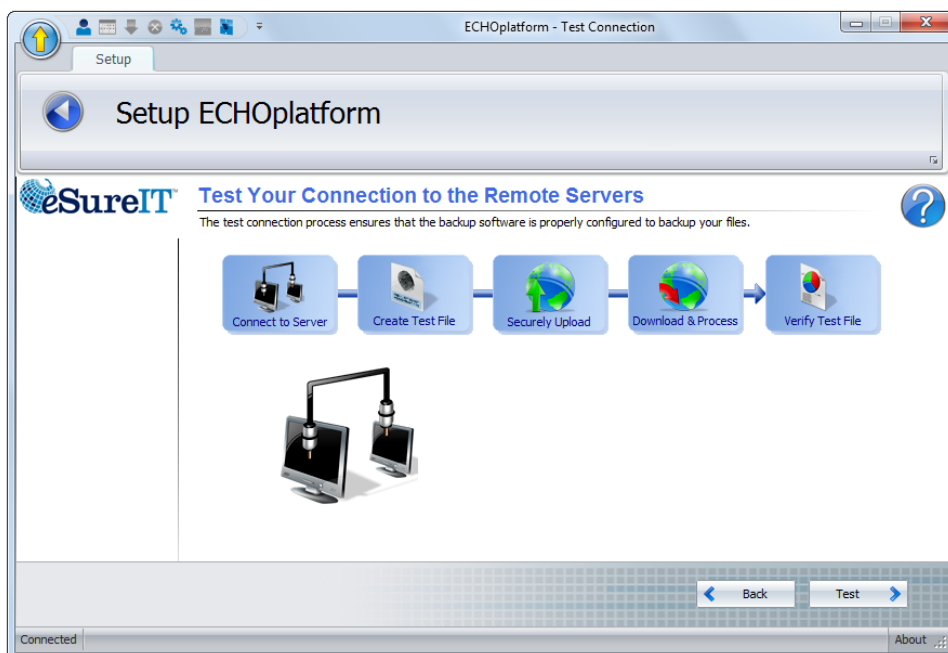 ECHOplatform - Test Connection
Setup
Setup ECHOplatform
eSureIT™
Test Your Connection to the Remote Servers
The test connection process ensures that the backup software is properly configured to backup your files.
Connect to Server
Create Test File
Securely Upload
Download & Process
Verify Test File
Back
Test
Connected
About